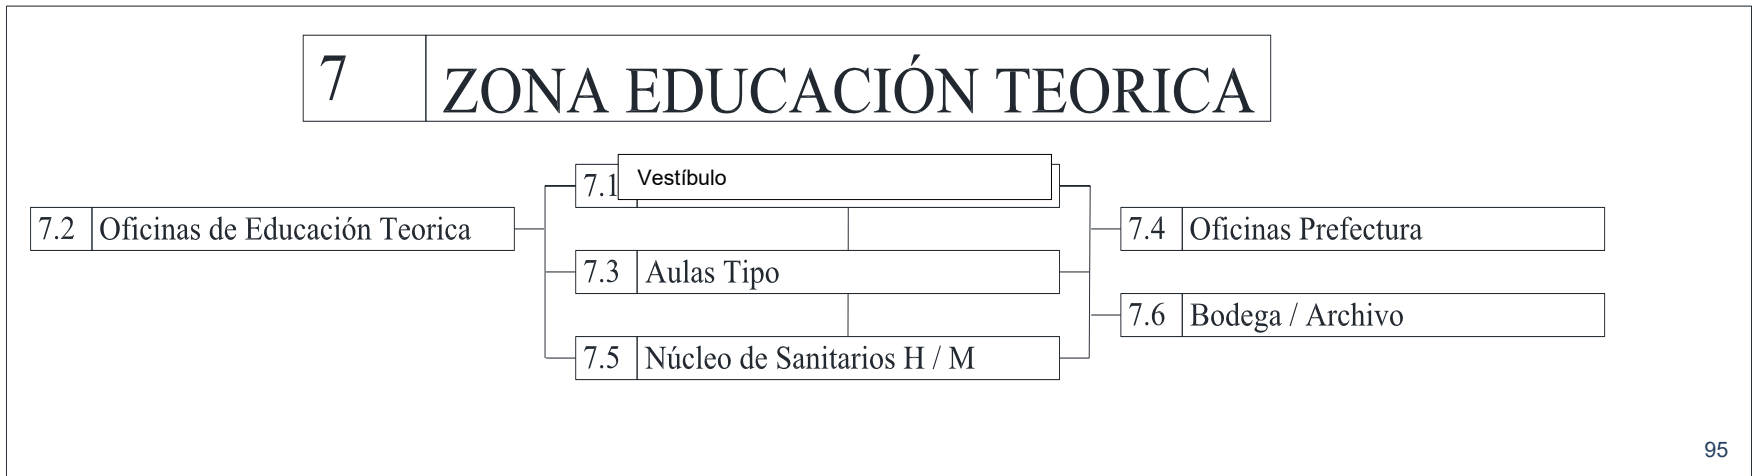 7 ZONA EDUCACIÓN TEORICA
7.1 Vestíbulo
7.2 Oficinas de Educación Teorica
7.4 Oficinas Prefectura
7.3 Aulas Tipo
7.6 Bodega / Archivo
7.5 Núcleo de Sanitarios H / M
95